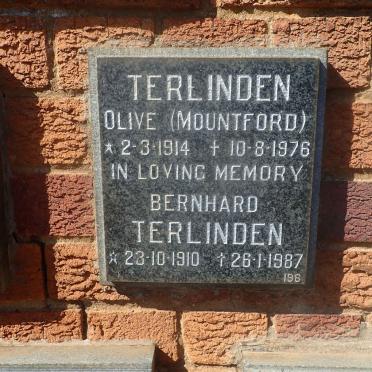 TERLINDEN
OLIVE (MOUNTFORD)
* 2-3-1914 + 10-8-1976
IN LOVING MEMORY
BERNHARD
TERLINDEN
* 23-10-1910 + 26-1-1987
196